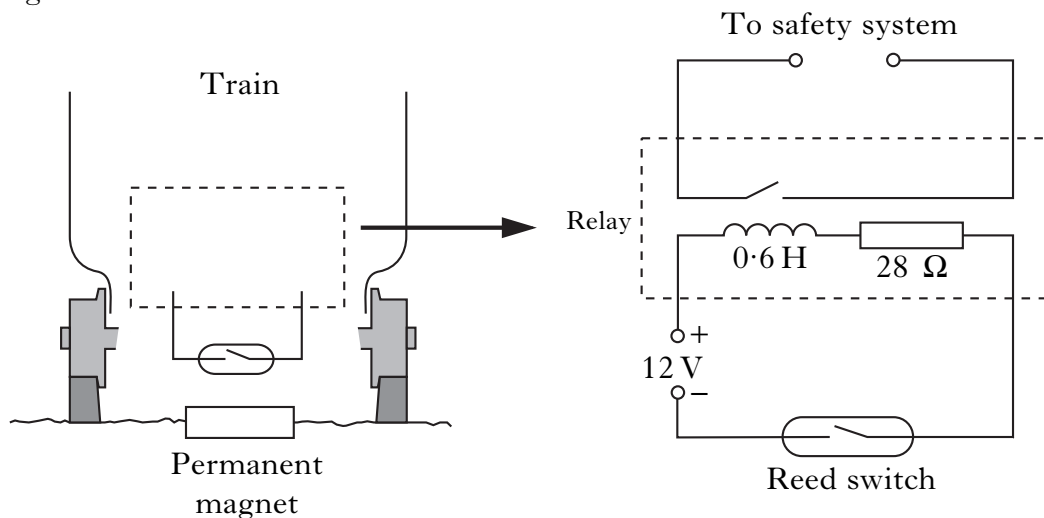 To safety system
Train
Relay
0·6 H
28 Ω
+
12 V
–
Permanent
magnet
Reed switch